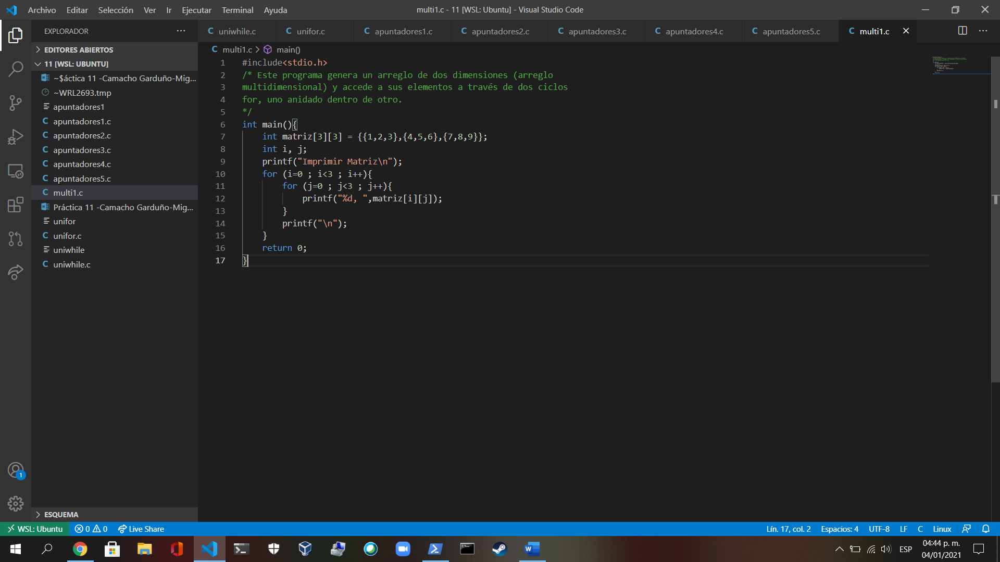 Archivo Editar Selección Ver Ir Ejecutar Terminal Ayuda
multi1.c - 11 [WSL: Ubuntu] - Visual Studio Code
EXPLORADOR
EDITORES ABIERTOS
11 [WSL: UBUNTU]
~$áctica 11 -Camacho Garduño-Mig...
~WRL2693.tmp
apuntadores1
C apuntadores1.c
C apuntadores2.c
C apuntadores3.c
C apuntadores4.c
C apuntadores5.c
C multi1.c
Práctica 11 -Camacho Garduño-Mig...
unifor
C unifor.c
uniwhile
C uniwhile.c
ESQUEMA
C uniwhile.c C unifor.c C apuntadores1.c C apuntadores2.c C apuntadores3.c C apuntadores4.c C apuntadores5.c C multi1.c
C multi1.c > main()
1 #include<stdio.h>
2 /* Este programa genera un arreglo de dos dimensiones (arreglo
3 multidimensional) y accede a sus elementos a través de dos ciclos
4 for, uno anidado dentro de otro.
5 */
6 int main(){
7 int matriz[3][3] = {{1,2,3},{4,5,6},{7,8,9}};
8 int i, j;
9 printf("Imprimir Matriz\n");
10 for (i=0 ; i<3 ; i++){
11 for (j=0 ; j<3 ; j++){
12 printf("%d, ",matriz[i][j]);
13 }
14 printf("\n");
15 }
16 return 0;
17 }
1
WSL: Ubuntu 0 0 Live Share
Lín. 17, col. 2 Espacios: 4 UTF-8 LF C Linux
ESP
04:44 p. m.
04/01/2021